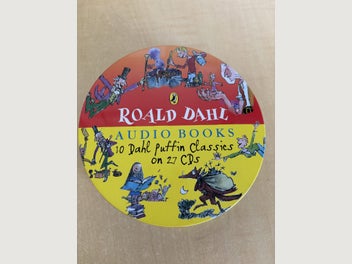 ROALD DAHL
AUDIO BOOKS
10 Dahl Puffin Classics
on 27 CDs